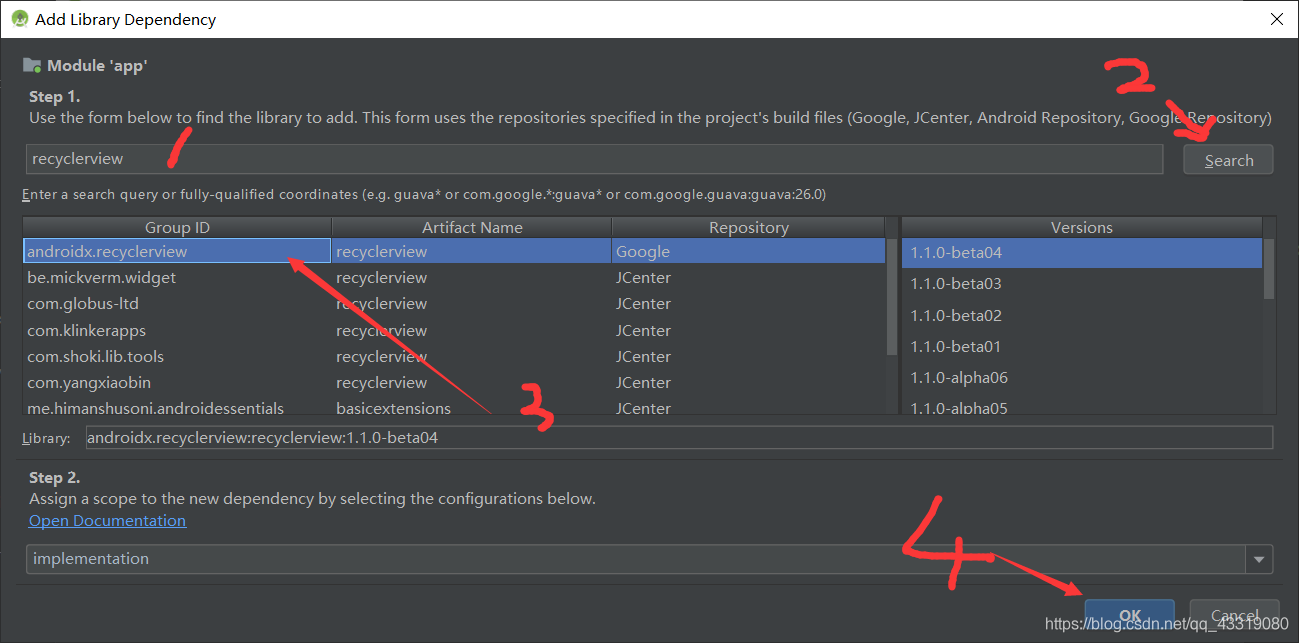 Add Library Dependency
Module 'app'
Step 1.
Use the form below to find the library to add. This form uses the repositories specified in the project's build files (Google, JCenter, Android Repository, Google Repository)
2
1
recyclerview
Search
Enter a search query or fully-qualified coordinates (e.g. guava* or com.google.*:guava* or com.google.guava:guava:26.0)
Group ID Artifact Name Repository Versions
androidx.recyclerview recyclerview Google 1.1.0-beta04
be.mickverm.widget recyclerview JCenter 1.1.0-beta03
com.globus-ltd recyclerview JCenter 1.1.0-beta02
com.klinkerapps recyclerview JCenter 1.1.0-beta01
com.shoki.lib.tools recyclerview JCenter 1.1.0-alpha06
com.yangxiaobin recyclerview JCenter 1.1.0-alpha05
me.himanshusoni.androidessentials basicextensions JCenter
3
Library: androidx.recyclerview:recyclerview:1.1.0-beta04
Step 2.
Assign a scope to the new dependency by selecting the configurations below.
Open Documentation
implementation
4
OK Cancel
https://blog.csdn.net/qq_43319080